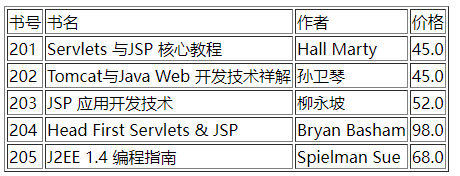 书号 书名 作者 价格
201 Servlets 与JSP 核心教程 Hall Marty 45.0
202 Tomcat与Java Web 开发技术祥解 孙卫琴 45.0
203 JSP 应用开发技术 柳永坡 52.0
204 Head First Servlets & JSP Bryan Basham 98.0
205 J2EE 1.4 编程指南 Spielman Sue 68.0